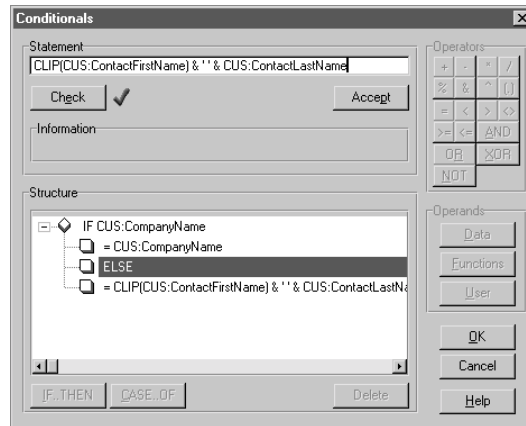 Conditionals
Statement
CLIP(CUS:ContactFirstName) & ' ' & CUS:ContactLastName
Check
Accept
Information
Structure
IF CUS:CompanyName
= CUS:CompanyName
ELSE
= CLIP(CUS:ContactFirstName) & ' ' & CUS:ContactLastNa
IF..THEN
CASE..OF
Delete
Operators
+ - * /
% & ^ ( )
= < > <>
>= <= AND
OR XOR
NOT
Operands
Data
Functions
User
OK
Cancel
Help